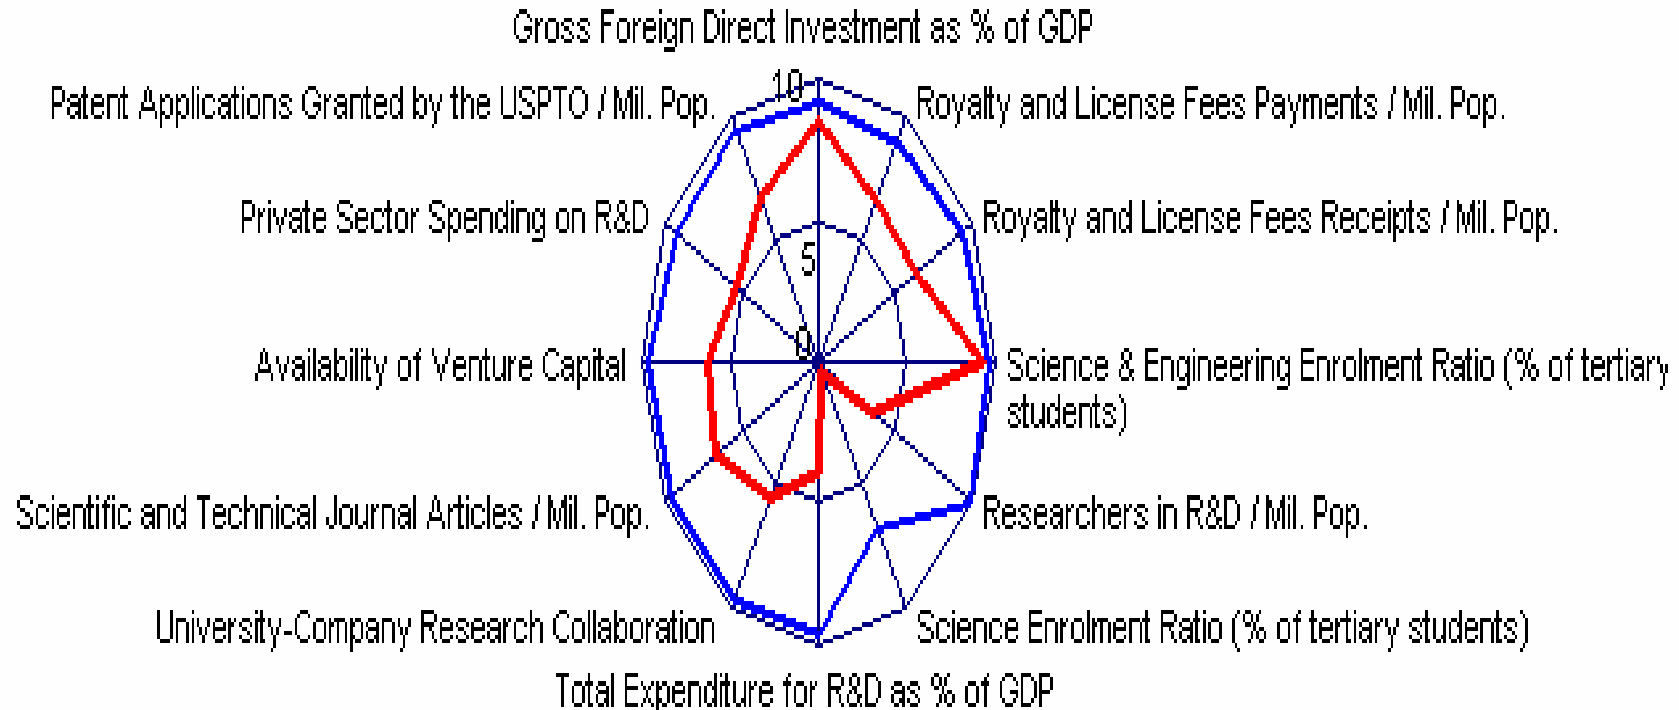 Gross Foreign Direct Investment as % of GDP
10
Patent Applications Granted by the USPTO / Mil. Pop.
Royalty and License Fees Payments / Mil. Pop.
Private Sector Spending on R&D
Royalty and License Fees Receipts / Mil. Pop.
5
0
Availability of Venture Capital
Science & Engineering Enrolment Ratio (% of tertiary
students)
Scientific and Technical Journal Articles / Mil. Pop.
Researchers in R&D / Mil. Pop.
University-Company Research Collaboration
Science Enrolment Ratio (% of tertiary students)
Total Expenditure for R&D as % of GDP